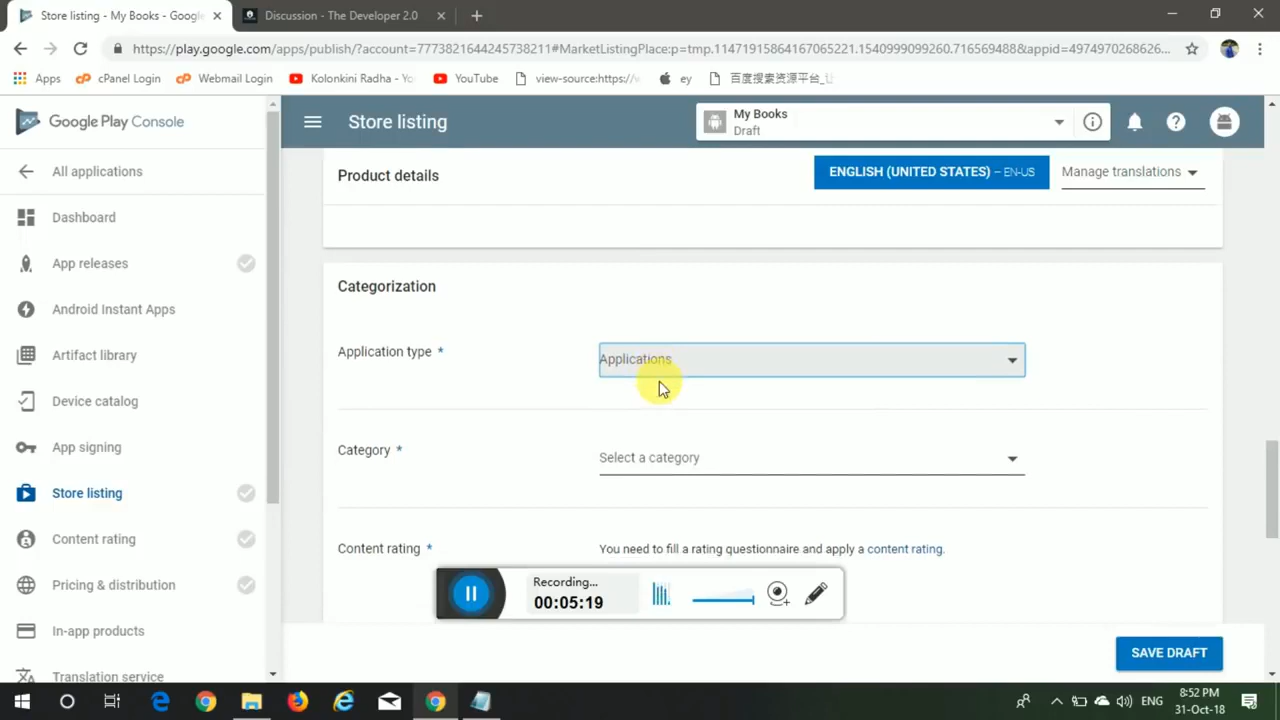 Store listing - My Books - Google
Discussion - The Developer 2.0
https://play.google.com/apps/publish/?account=7773821644245738211#MarketListingPlace:p=tmp.11471915864167065221.1540999099260.716569488&appid=4974970268626...
Apps
cPanel Login
Webmail Login
Kolonkini Radha - Yo
YouTube
view-source:https://
ey
百度搜索资源平台_
Google Play Console
Store listing
My Books
Draft
All applications
Product details
ENGLISH (UNITED STATES) – EN-US
Manage translations
Dashboard
App releases
Android Instant Apps
Artifact library
Device catalog
App signing
Store listing
Content rating
Pricing & distribution
In-app products
Translation service
Categorization
Application type *
Applications
Category *
Select a category
Content rating *
You need to fill a rating questionnaire and apply a content rating.
Recording...
00:05:19
SAVE DRAFT
ENG
8:52 PM
31-Oct-18